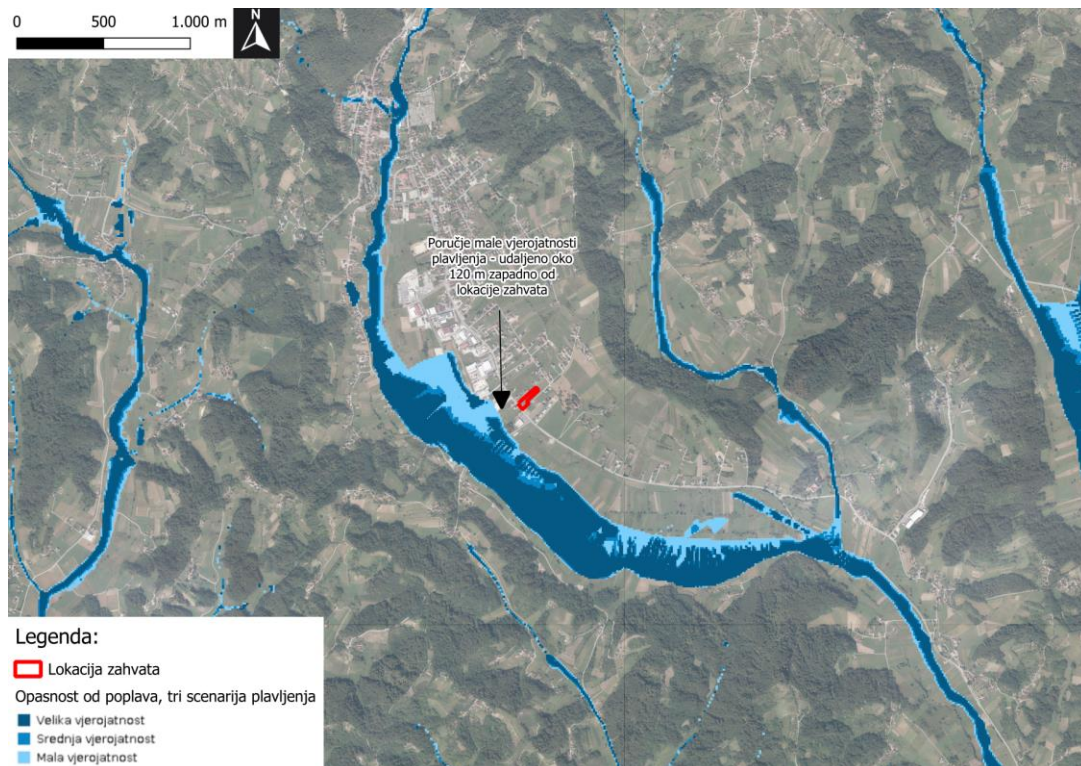 0 500 1.000 m
N
Poručje male vjerojatnosti
plavljenja - udaljeno oko
120 m zapadno od
lokacije zahvata
Legenda:
Lokacija zahvata
Opasnost od poplava, tri scenarija plavljenja
Velika vjerojatnost
Srednja vjerojatnost
Mala vjerojatnost